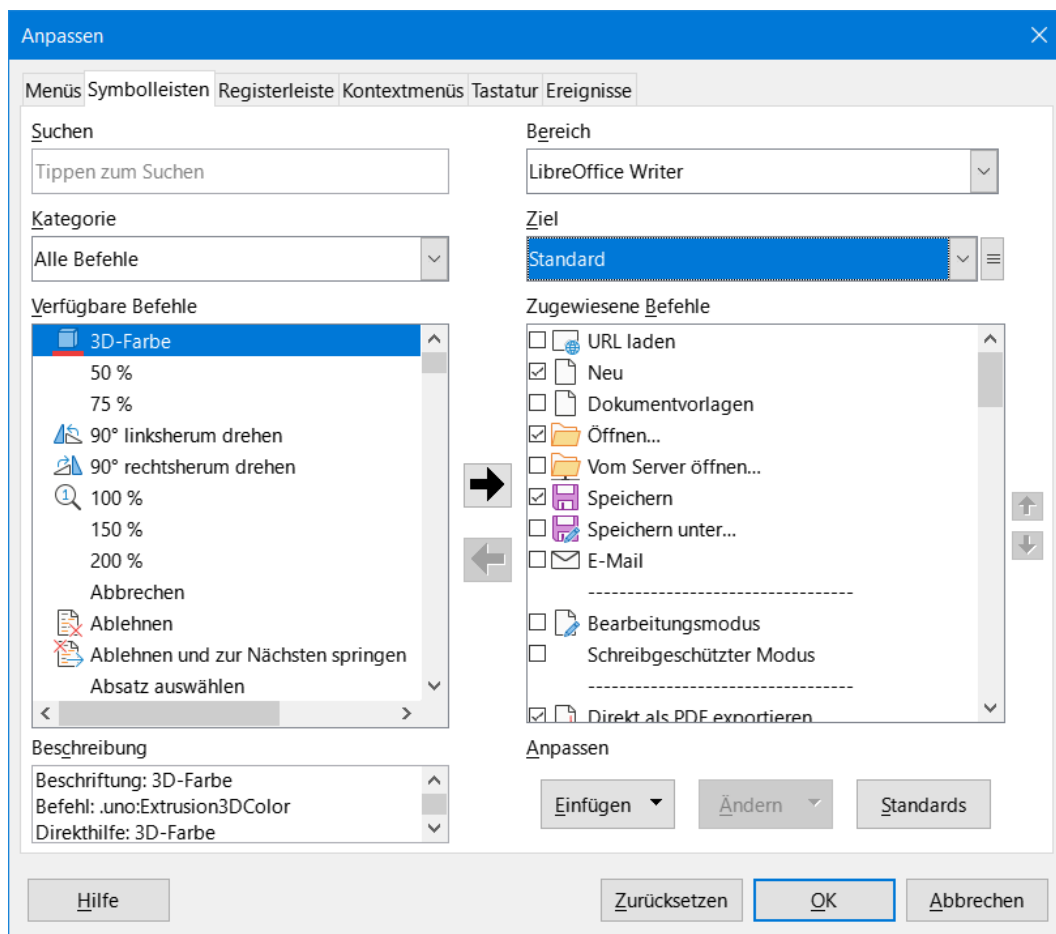 Anpassen
Menüs Symbolleisten Registerleiste Kontextmenüs Tastatur Ereignisse
Suchen
Tippen zum Suchen
Kategorie
Alle Befehle
Verfügbare Befehle
3D-Farbe
50 %
75 %
90° linksherum drehen
90° rechtsherum drehen
100 %
150 %
200 %
Abbrechen
Ablehnen
Ablehnen und zur Nächsten springen
Absatz auswählen
Beschreibung
Beschriftung: 3D-Farbe
Befehl: .uno:Extrusion3DColor
Direkthilfe: 3D-Farbe
Bereich
LibreOffice Writer
Ziel
Standard
Zugewiesene Befehle
URL laden
Neu
Dokumentvorlagen
Öffnen...
Vom Server öffnen...
Speichern
Speichern unter...
E-Mail
----------------------------------
Bearbeitungsmodus
Schreibgeschützter Modus
----------------------------------
Direkt als PDF exportieren
Anpassen
Einfügen Ändern Standards
Hilfe Zurücksetzen OK Abbrechen